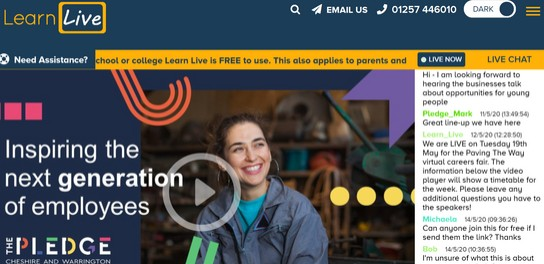 Learn Live
EMAIL US
01257 446010
DARK
Need Assistance?
chool or college Learn Live is FREE to use. This also applies to parents and
LIVE NOW
LIVE CHAT
Hi - I am looking forward to
hearing the businesses talk
about opportunities for young
people
Pledge_Mark 11/5/20 (13:49:54)
Great line-up we have here
Learn_Live 12/5/20 (12:28:50)
We are LIVE on Tuesday 19th
May for the Paving The Way
virtual careers fair. The
information below the video
player will show a timetable for
the week. Please leave any
additional questions you have to
the speakers!
Michaela 14/5/20 (09:36:26)
Can anyone join this for free if I
send them the link? Thanks
Bob 14/5/20 (10:36:55)
I'm unsure of what this is about
Inspiring the
next generation
of employees
THE PLEDGE
CHESHIRE AND WARRINGTON